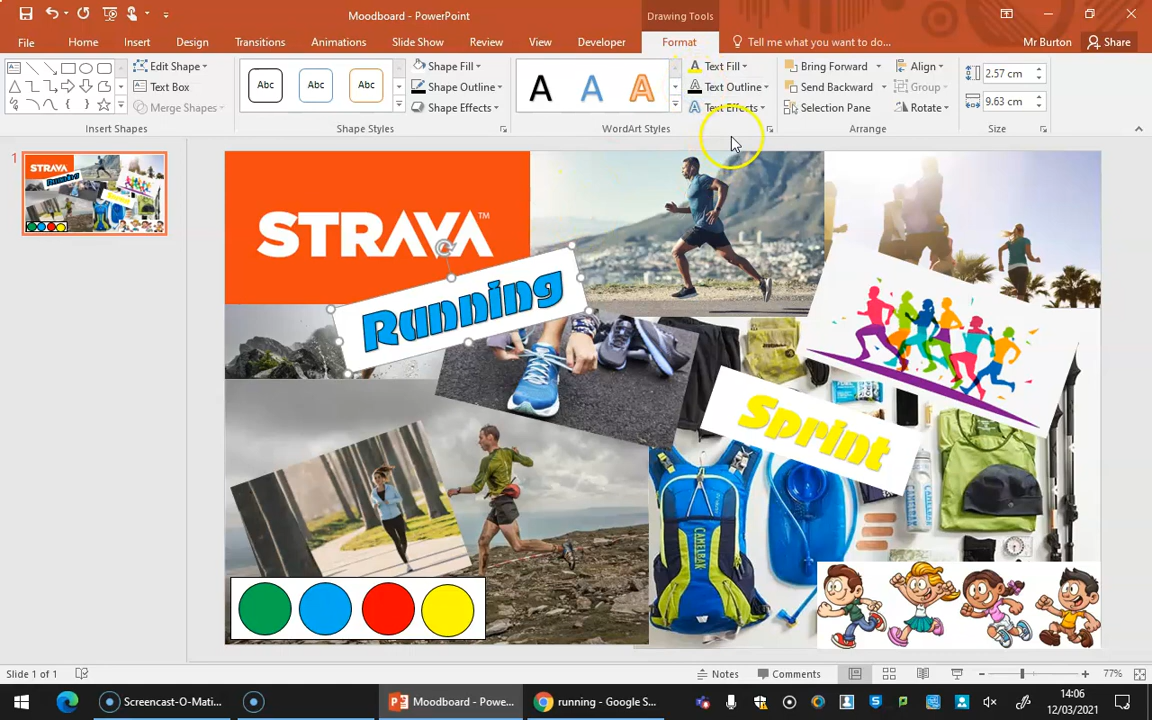 Moodboard - PowerPoint
Drawing Tools
File
Home
Insert
Design
Transitions
Animations
Slide Show
Review
View
Developer
Format
Tell me what you want to do...
Mr Burton
Share
Edit Shape
Text Box
Merge Shapes
Insert Shapes
Abc
Abc
Abc
Shape Fill
Shape Outline
Shape Effects
Shape Styles
A
A
A
Text Fill
Text Outline
Text Effects
WordArt Styles
Bring Forward
Send Backward
Selection Pane
Align
Group
Rotate
Arrange
2.57 cm
9.63 cm
Size
1
STRAVA™
Running
Sprint
CAMELBAK
Slide 1 of 1
Notes
Comments
77%
Screencast-O-Mati...
Moodboard - Powe...
running - Google S...
14:06
12/03/2021